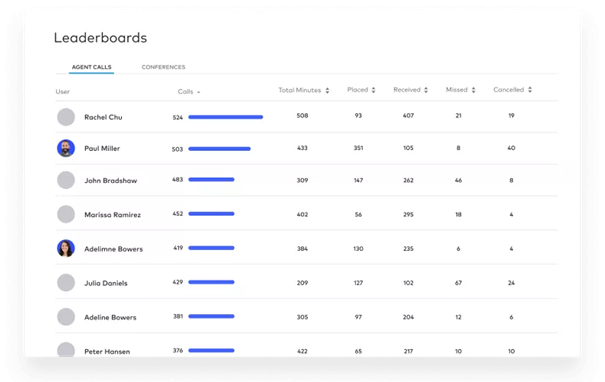 Leaderboards
AGENT CALLS CONFERENCES
User Calls Total Minutes Placed Received Missed Cancelled
Rachel Chu 524 508 93 407 21 19
Paul Miller 503 433 351 105 8 40
John Bradshaw 483 309 147 262 46 8
Marissa Ramirez 452 402 56 295 18 4
Adelimne Bowers 419 384 130 235 6 4
Julia Daniels 429 209 127 102 67 24
Adeline Bowers 381 305 97 204 12 6
Peter Hansen 376 422 65 217 10 10